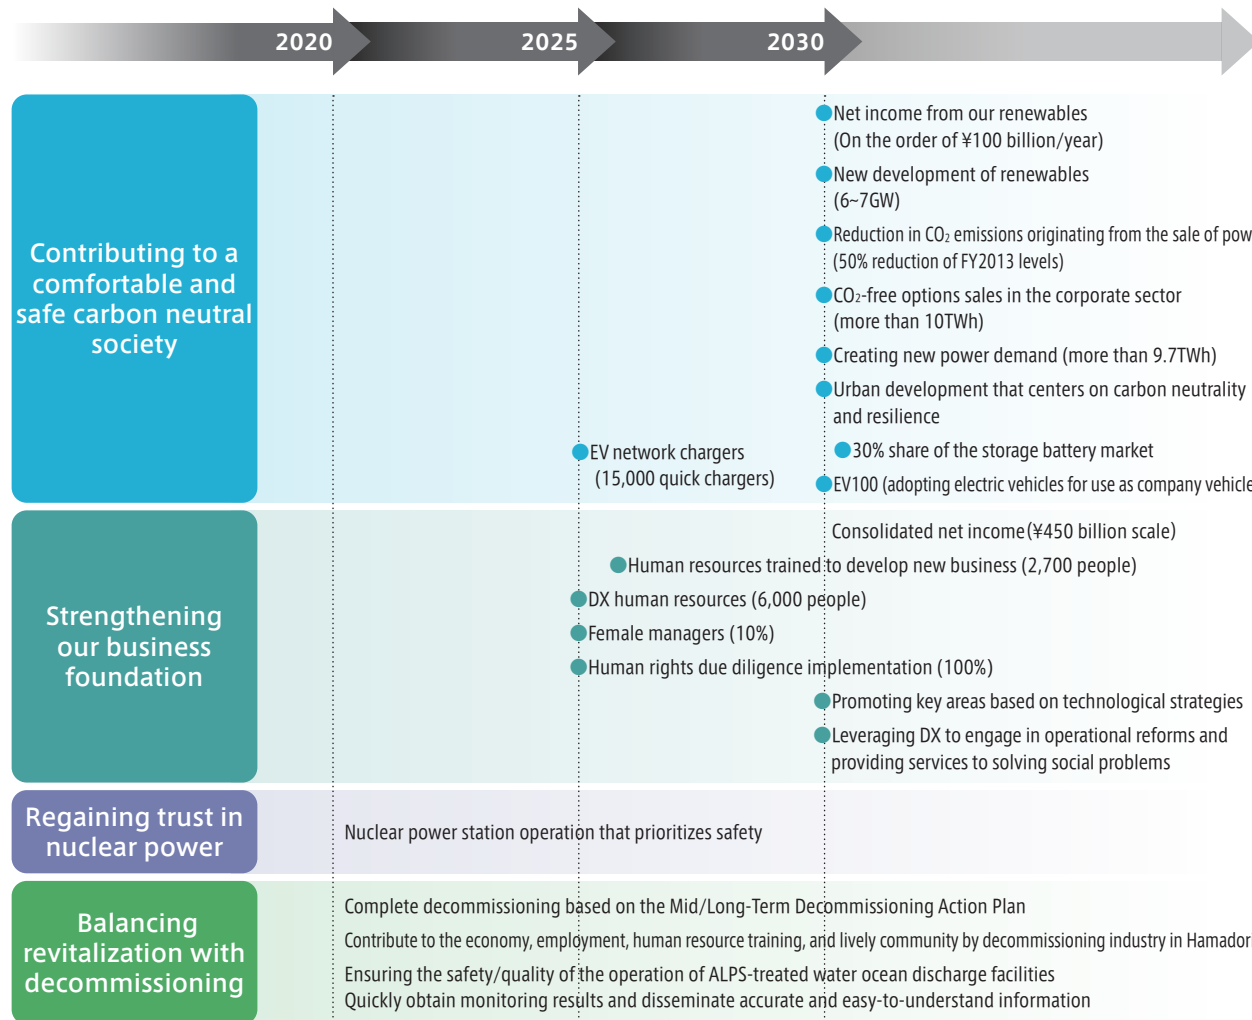 2020
2025
2030
Contributing to a
comfortable and
safe carbon neutral
society
Net income from our renewables
(On the order of ¥100 billion/year)
New development of renewables
(6~7GW)
Reduction in CO₂ emissions originating from the sale of pow
(50% reduction of FY2013 levels)
CO₂-free options sales in the corporate sector
(more than 10TWh)
Creating new power demand (more than 9.7TWh)
Urban development that centers on carbon neutrality
and resilience
30% share of the storage battery market
EV network chargers
(15,000 quick chargers)
EV100 (adopting electric vehicles for use as company vehicle
Strengthening
our business
foundation
Consolidated net income (¥450 billion scale)
Human resources trained to develop new business (2,700 people)
DX human resources (6,000 people)
Female managers (10%)
Human rights due diligence implementation (100%)
Promoting key areas based on technological strategies
Leveraging DX to engage in operational reforms and
providing services to solving social problems
Regaining trust in
nuclear power
Nuclear power station operation that prioritizes safety
Balancing
revitalization with
decommissioning
Complete decommissioning based on the Mid/Long-Term Decommissioning Action Plan
Contribute to the economy, employment, human resource training, and lively community by decommissioning industry in Hamador
Ensuring the safety/quality of the operation of ALPS-treated water ocean discharge facilities
Quickly obtain monitoring results and disseminate accurate and easy-to-understand information